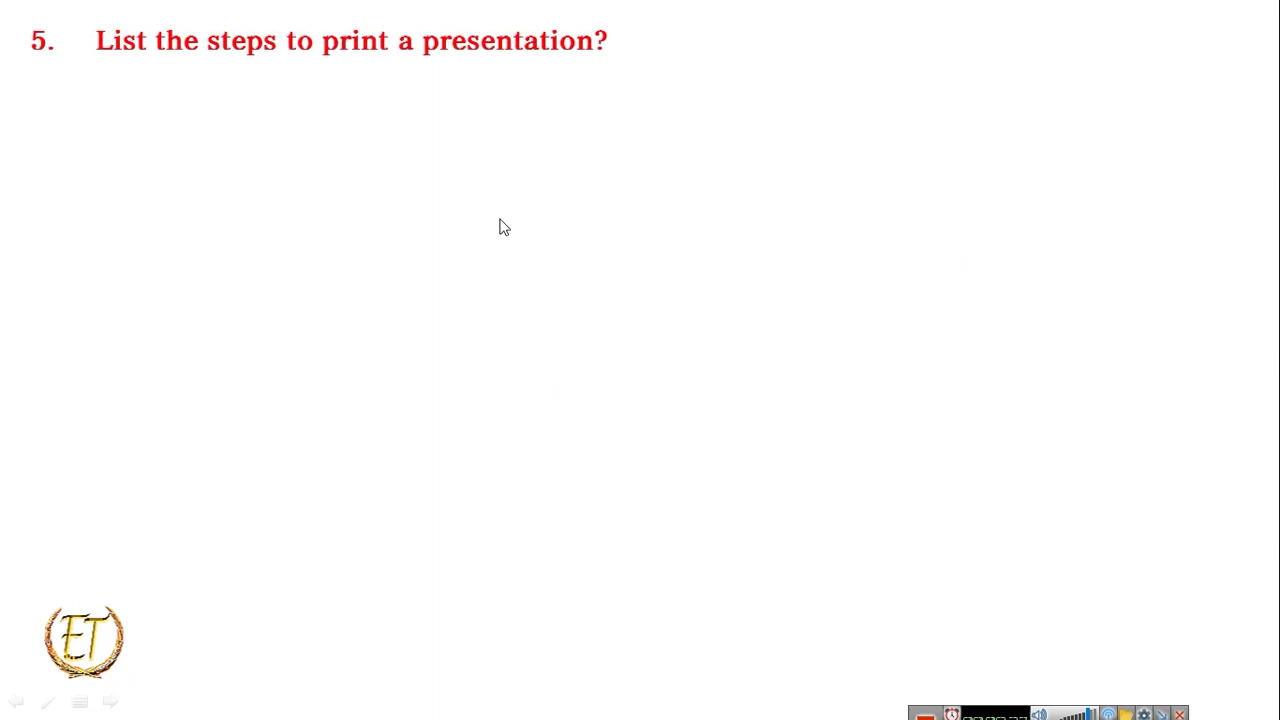 5. List the steps to print a presentation?
ET